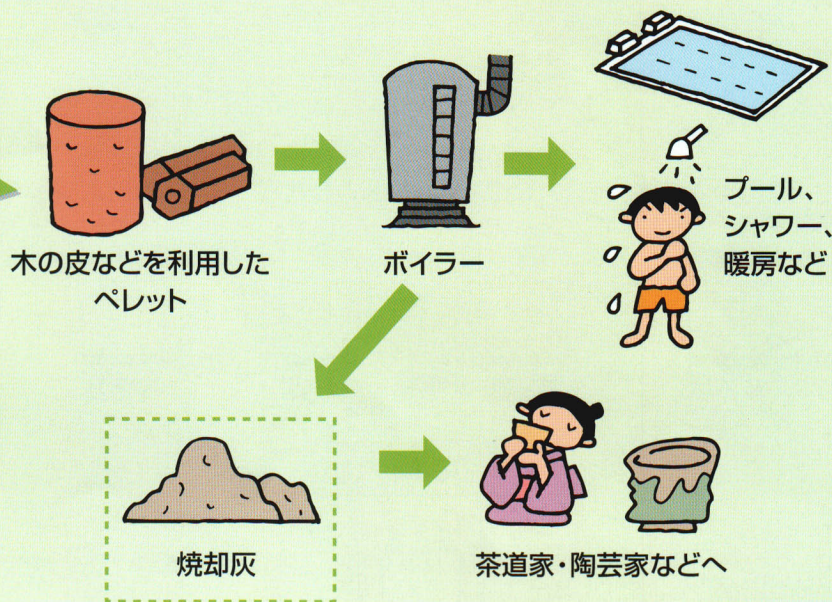 木の皮などを利用した
ペレット
ボイラー
プール、
シャワー、
暖房など
焼却灰
茶道家・陶芸家などへ